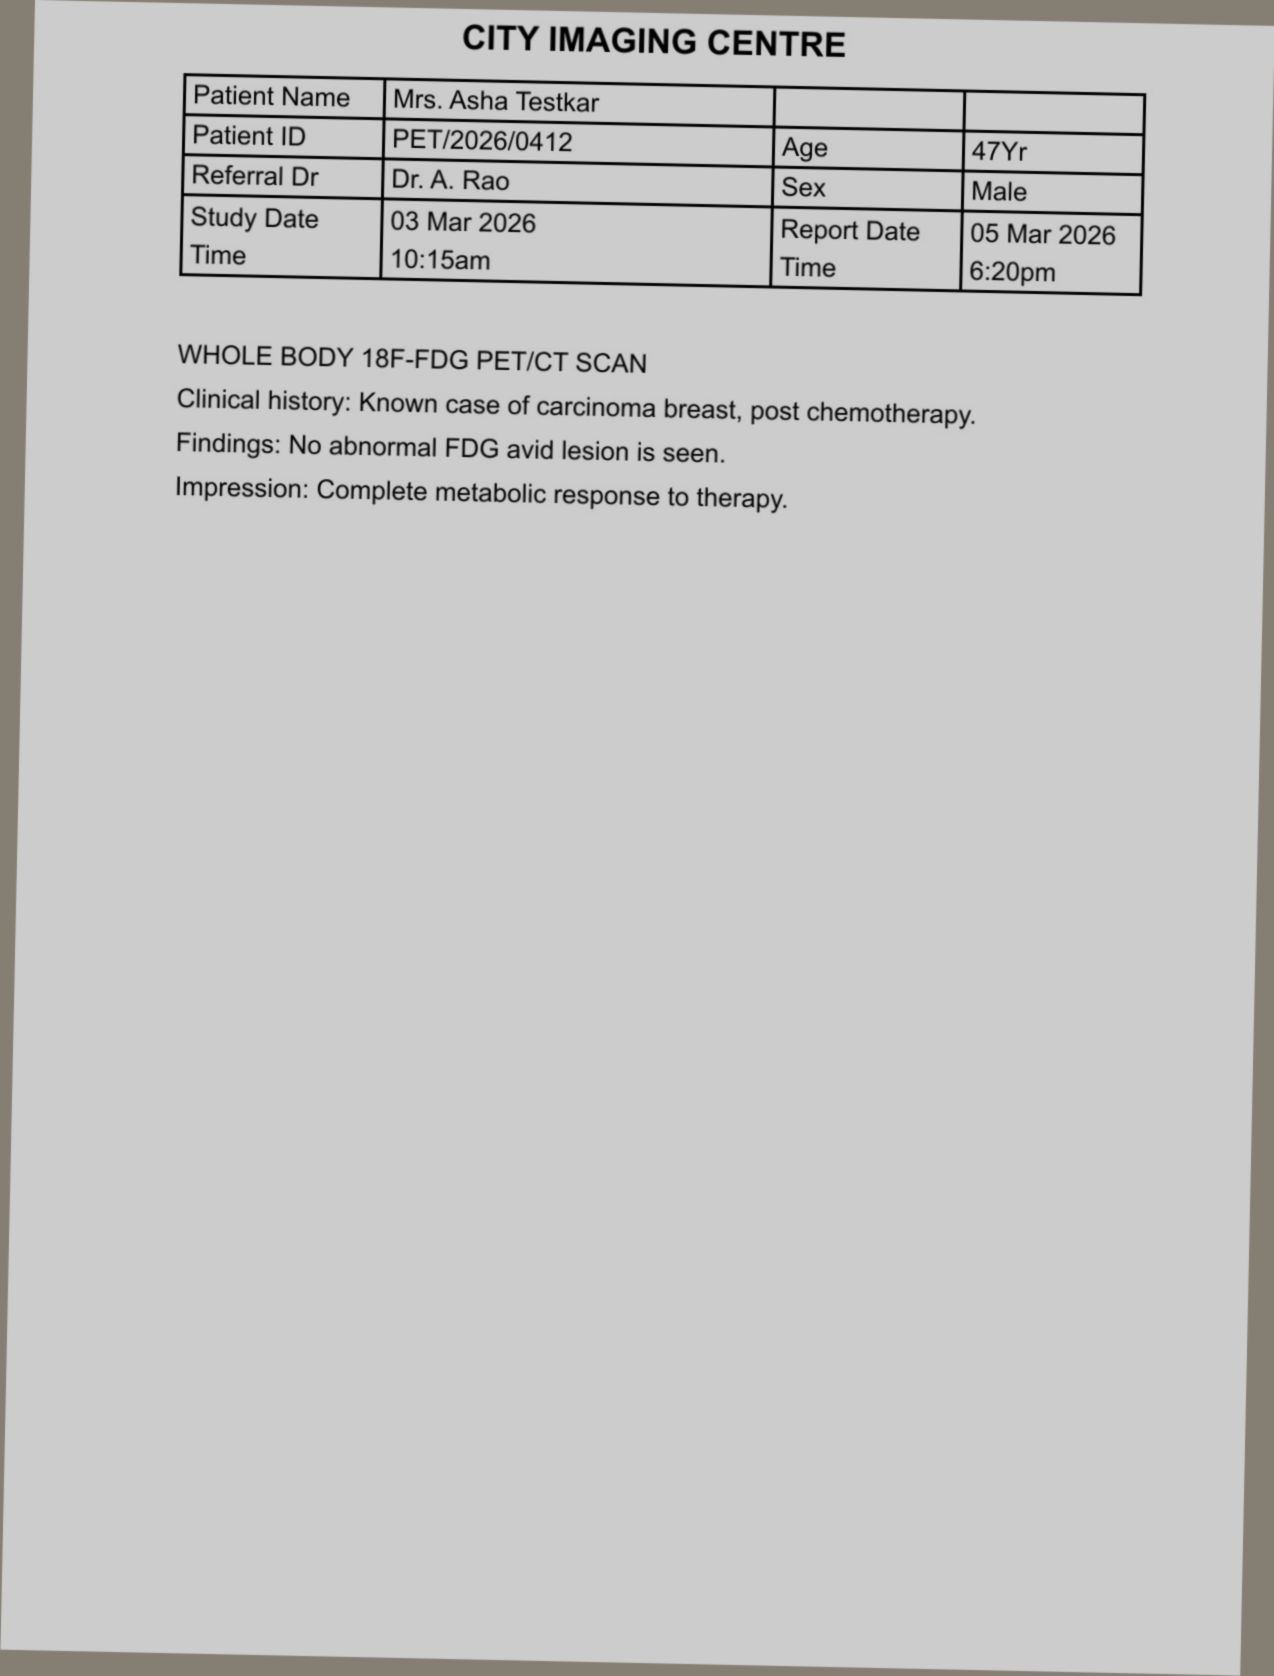 CITY IMAGING CENTRE
Patient Name Mrs. Asha Testkar
Patient ID PET/2026/0412 Age 47Yr
Referral Dr Dr. A. Rao Sex Male
Study Date 03 Mar 2026 Report Date 05 Mar 2026
Time 10:15am Time 6:20pm
WHOLE BODY 18F-FDG PET/CT SCAN
Clinical history: Known case of carcinoma breast, post chemotherapy.
Findings: No abnormal FDG avid lesion is seen.
Impression: Complete metabolic response to therapy.